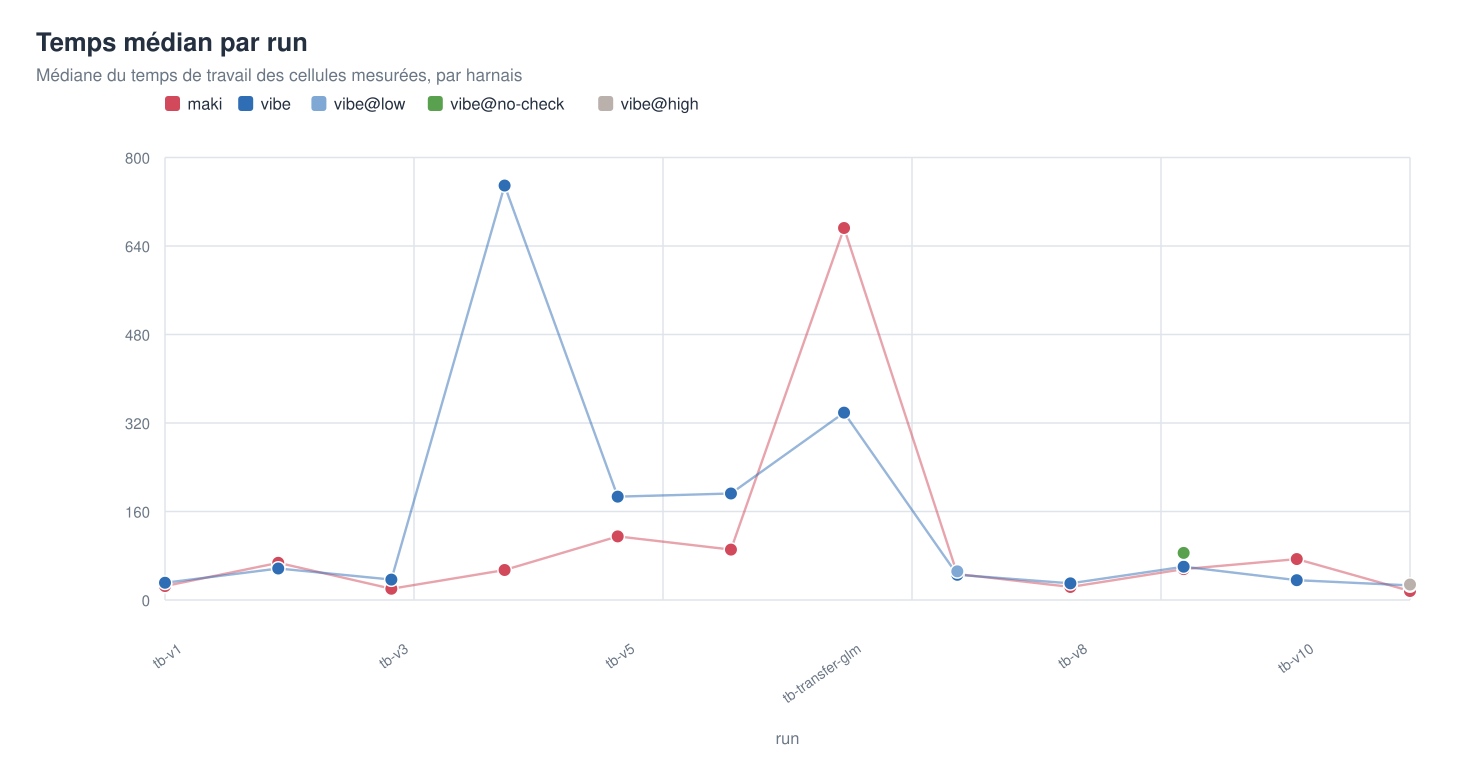 Temps médian par run
Médiane du temps de travail des cellules mesurées, par harnais
maki vibe vibe@low vibe@no-check vibe@high
800
640
480
320
160
0
tb-v1 tb-v3 tb-v5 tb-transfer-glm tb-v8 tb-v10
run